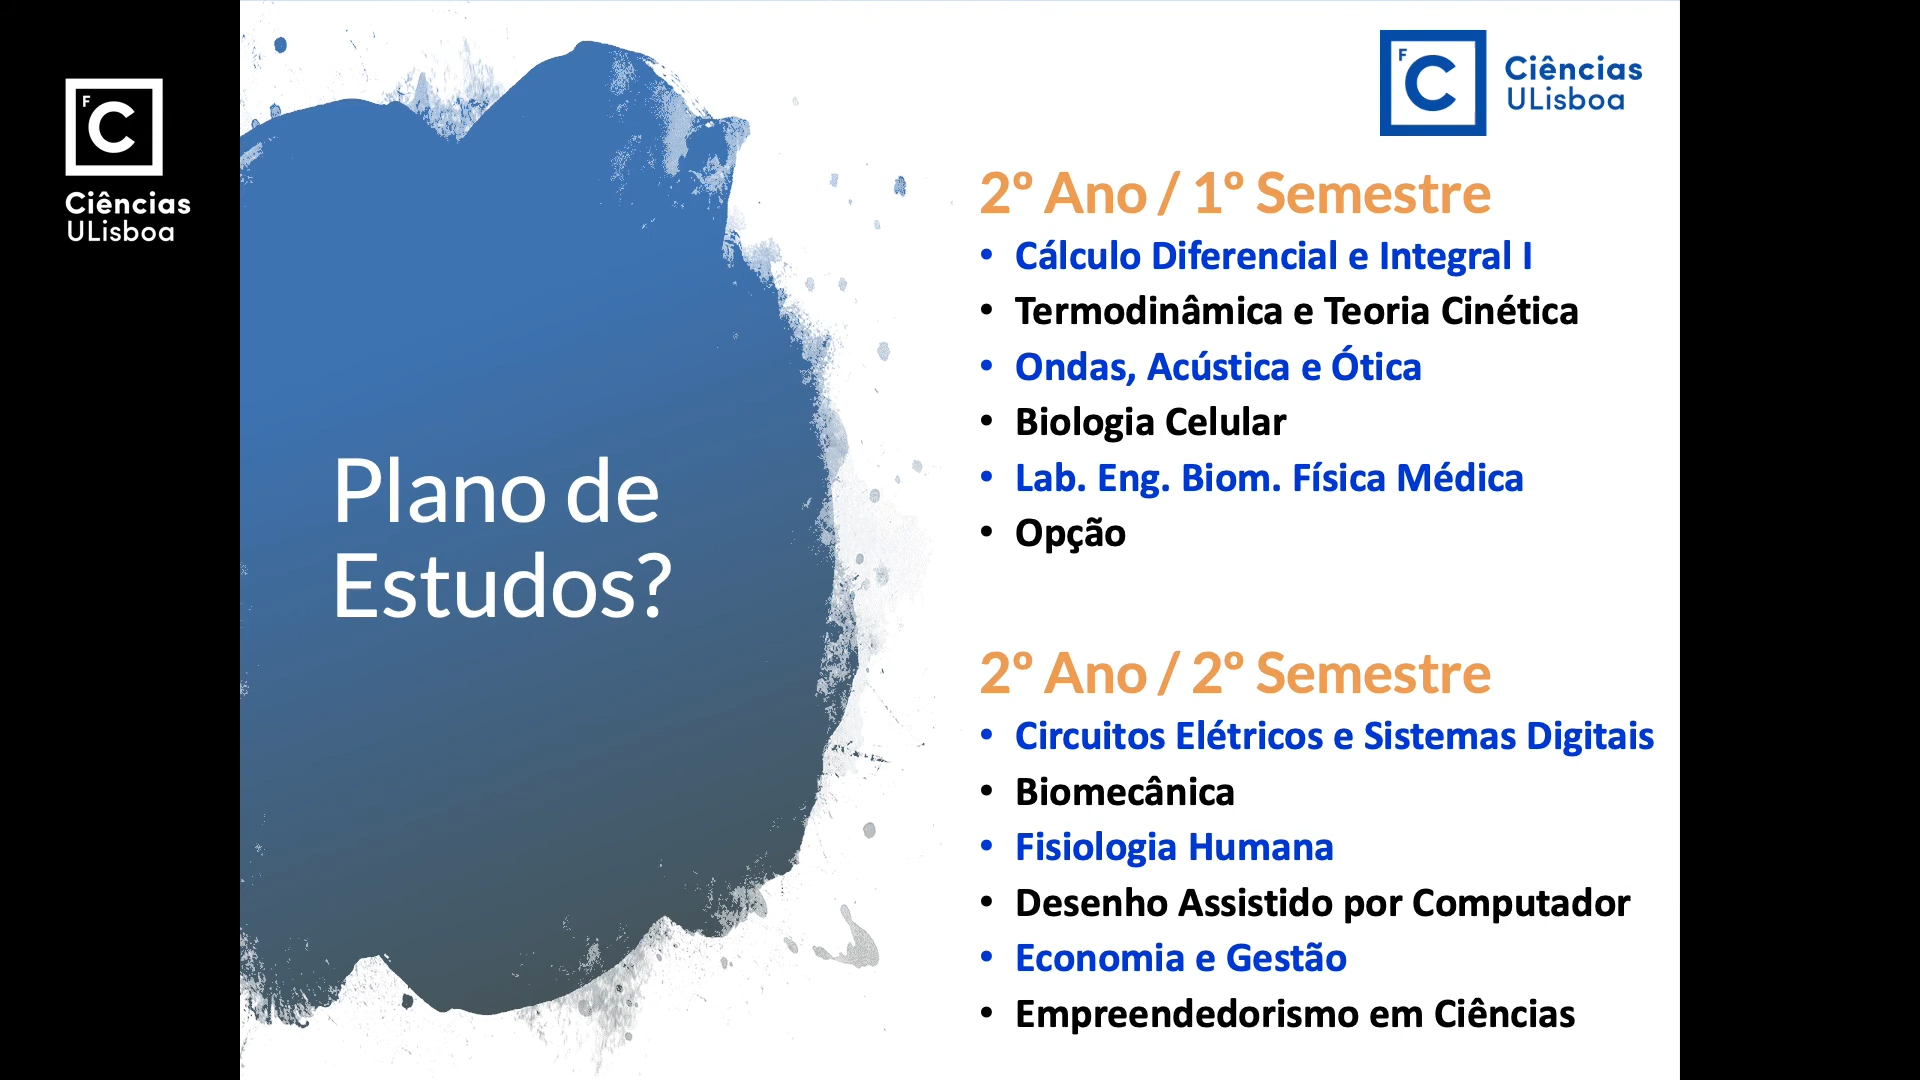 F
C
Ciências
ULisboa
Plano de
Estudos?
F
C
Ciências
ULisboa
2º Ano / 1º Semestre
• Cálculo Diferencial e Integral I
• Termodinâmica e Teoria Cinética
• Ondas, Acústica e Ótica
• Biologia Celular
• Lab. Eng. Biom. Física Médica
• Opção
2º Ano / 2º Semestre
• Circuitos Elétricos e Sistemas Digitais
• Biomecânica
• Fisiologia Humana
• Desenho Assistido por Computador
• Economia e Gestão
• Empreendedorismo em Ciências